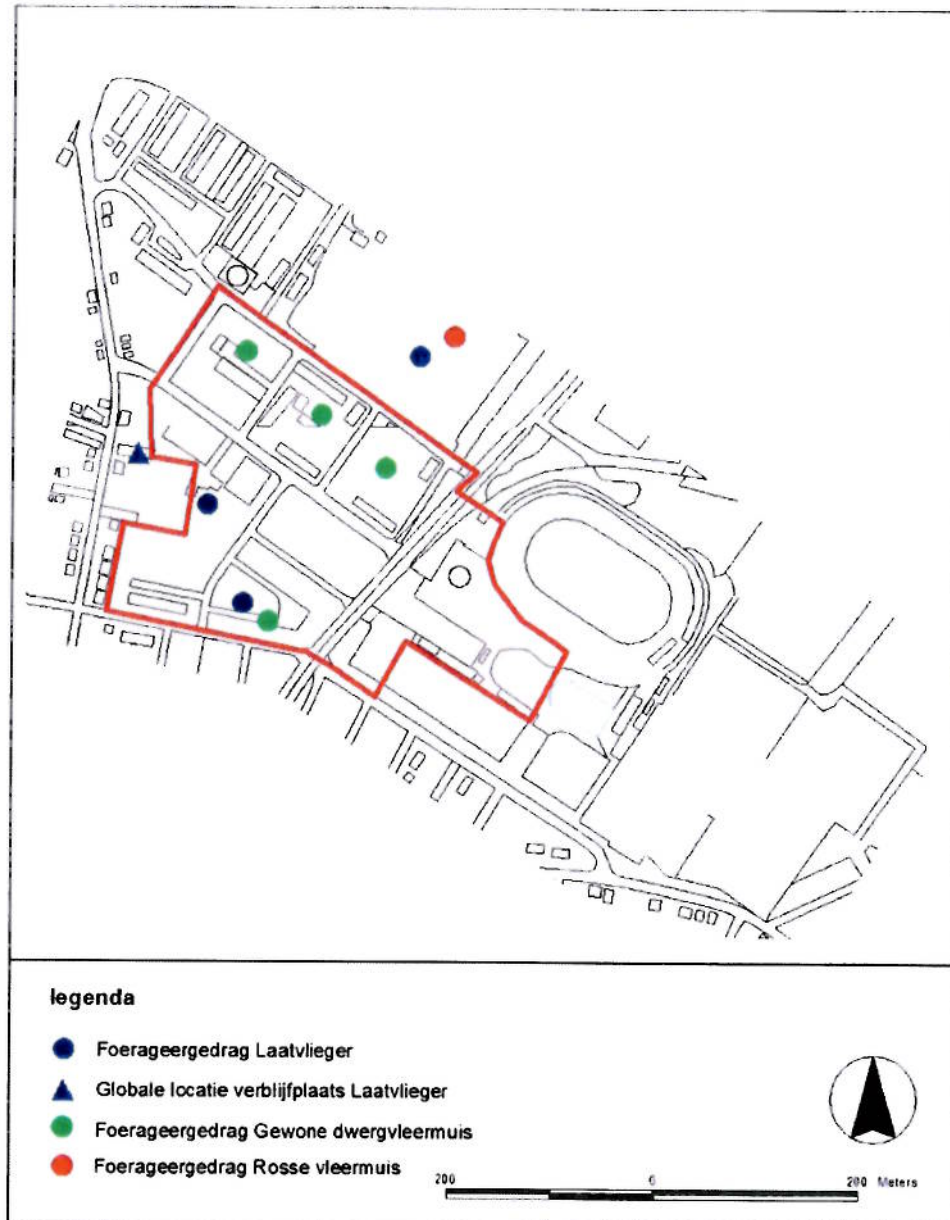 legenda
Foerageergedrag Laatvlieger
Globale locatie verblijfplaats Laatvlieger
Foerageergedrag Gewone dwergvleermuis
Foerageergedrag Rosse vleermuis
200 0 200 Meters